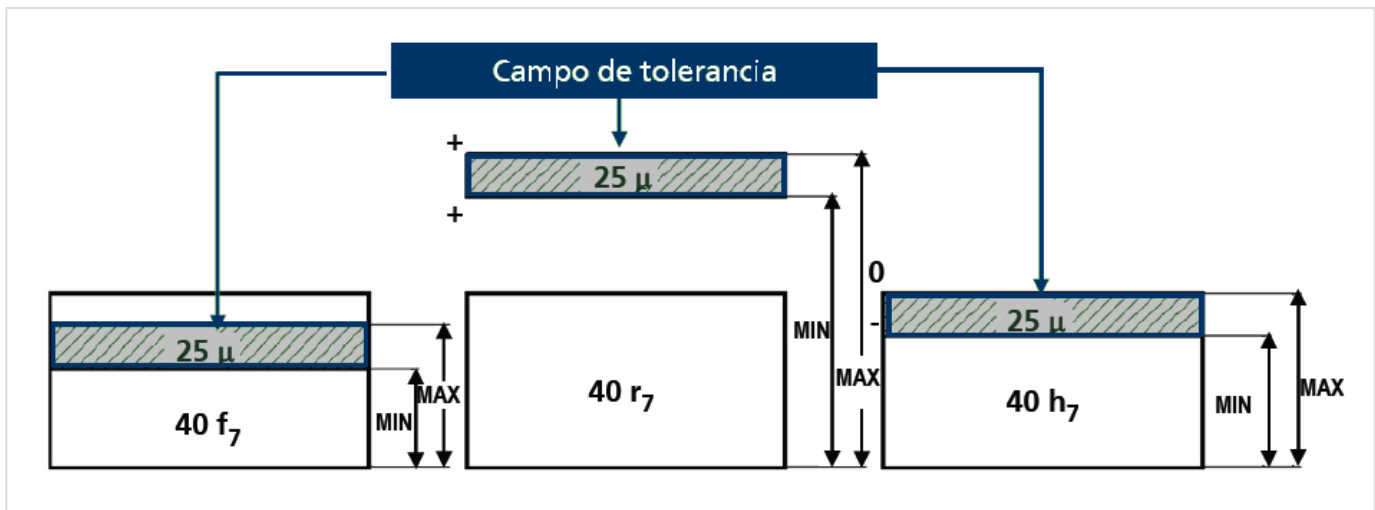 Campo de tolerancia
+
25 μ
+
0
-
25 μ
25 μ
MIN
MAX
MAX
MIN
MIN
MAX
40 f₇
40 r₇
40 h₇